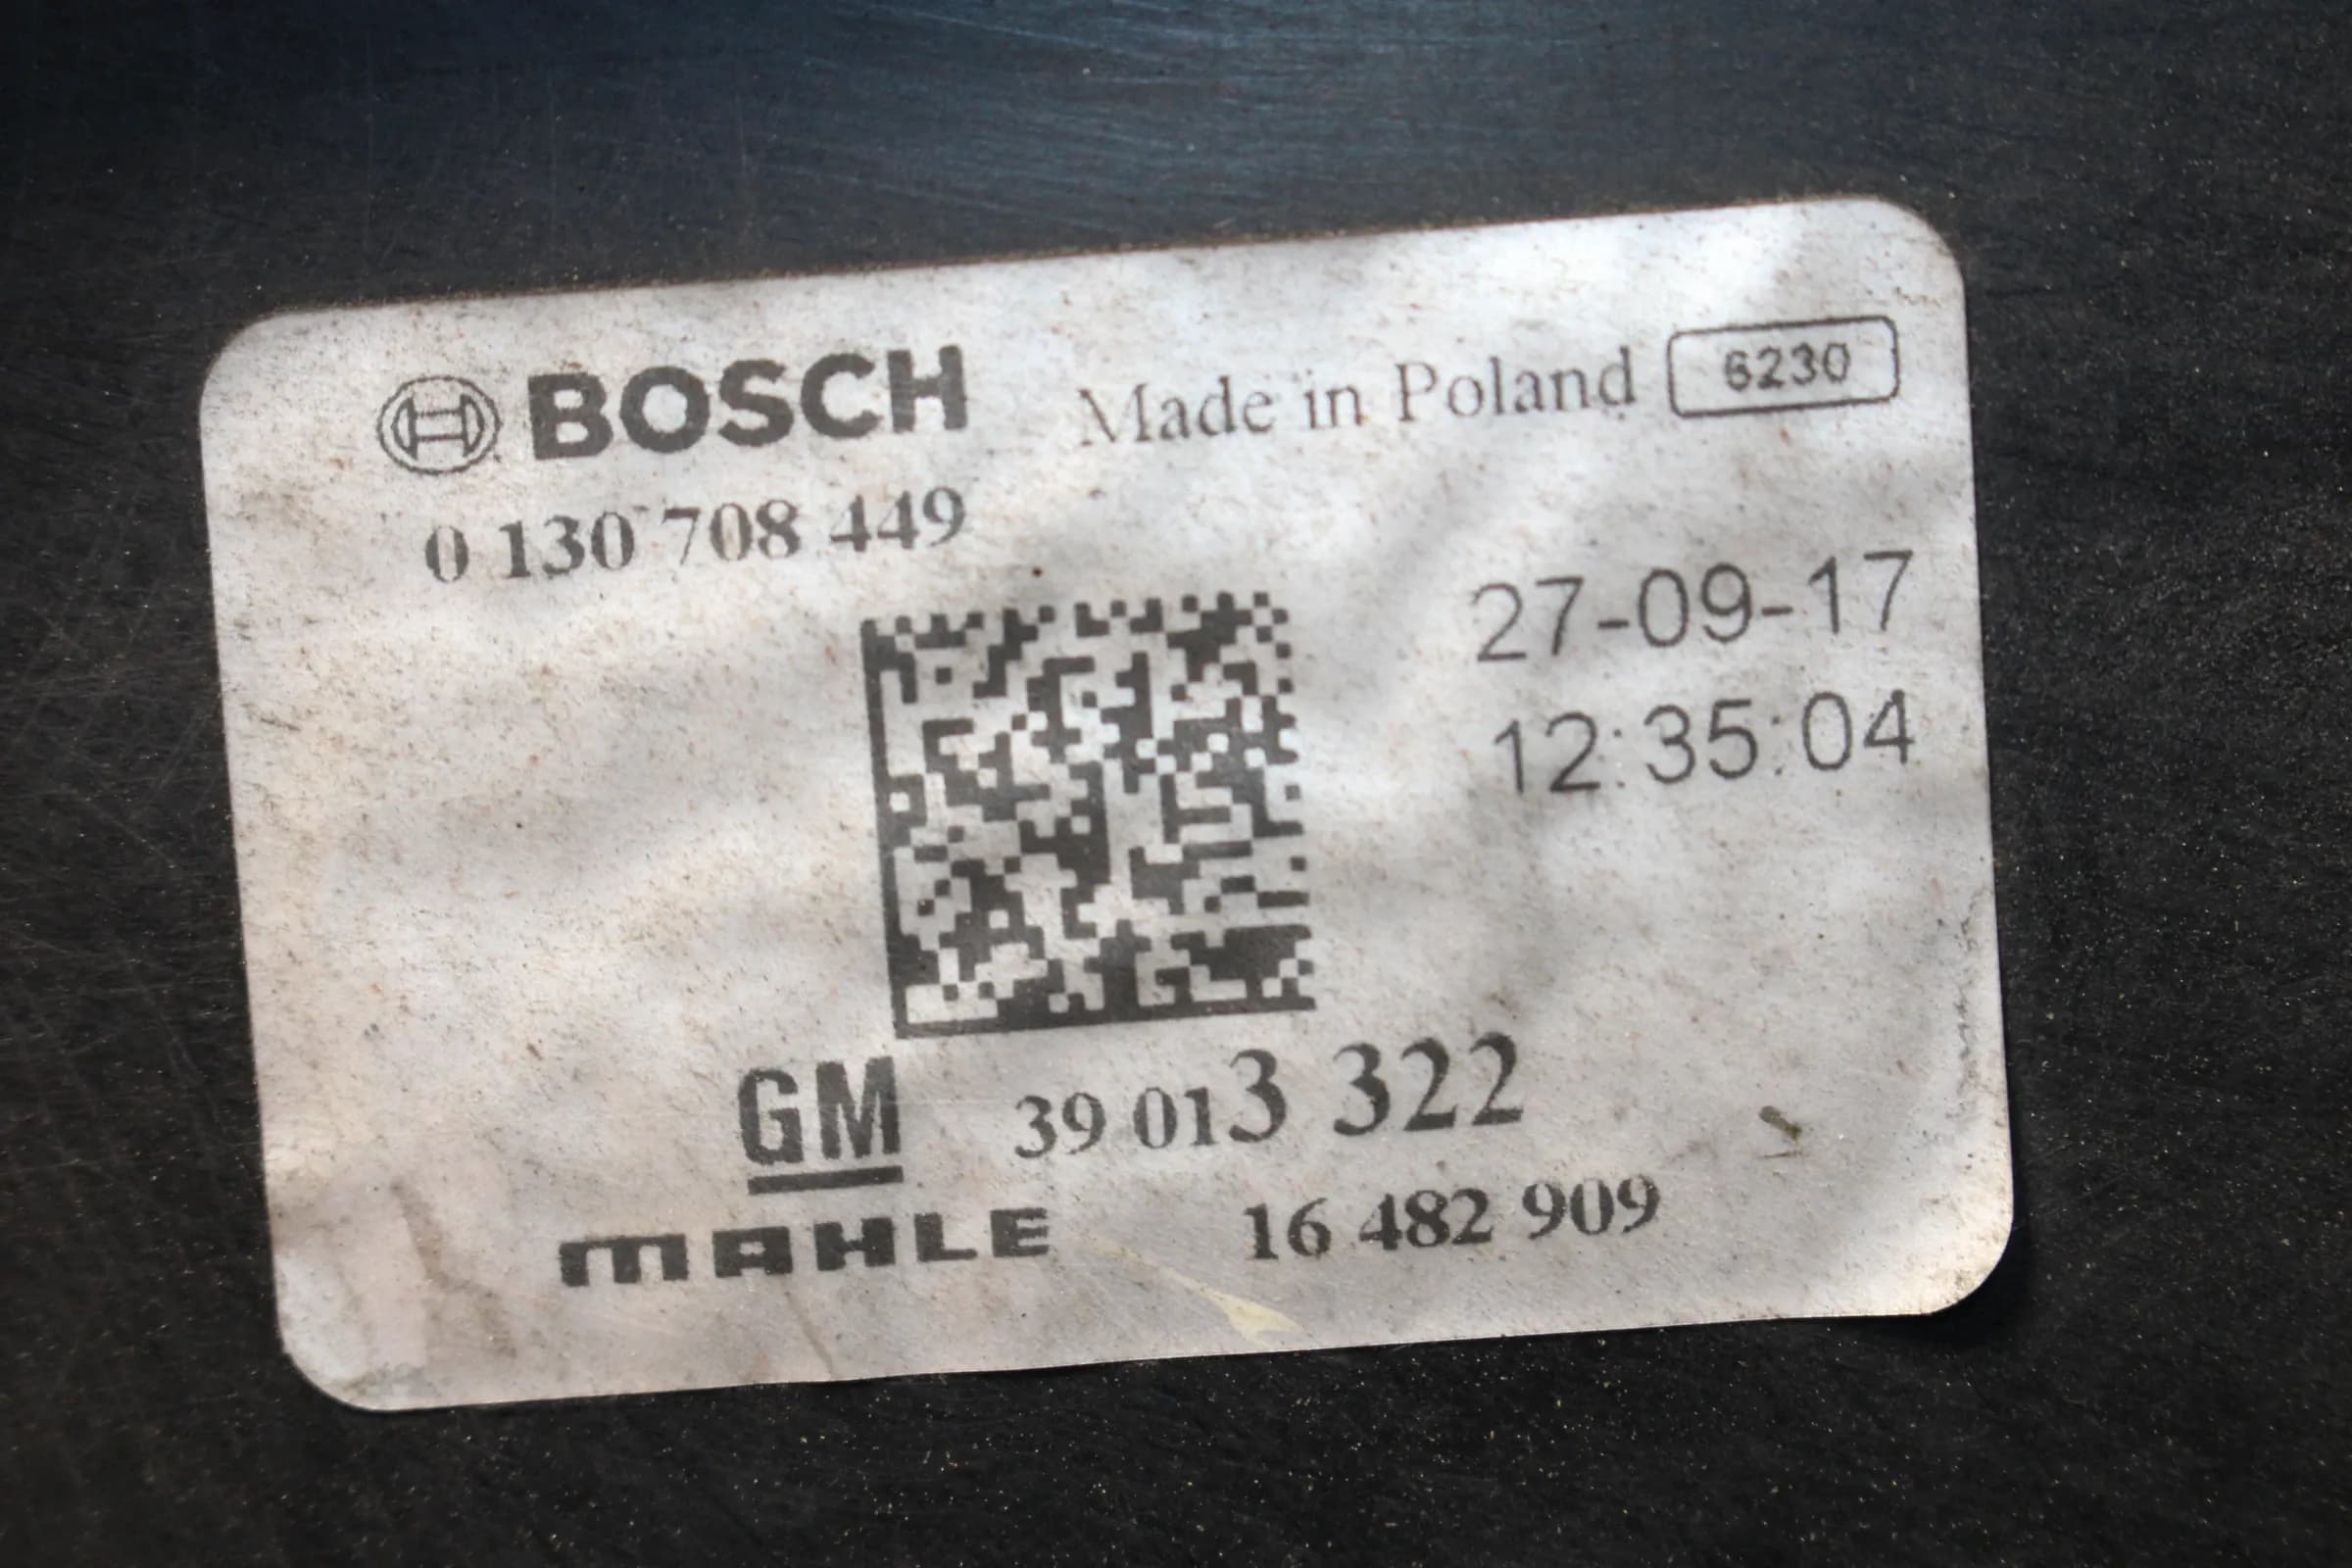 BOSCH Made in Poland 6230
0 130 708 449
27-09-17
12:35:04
GM 39 013 322
MAHLE 16 482 909